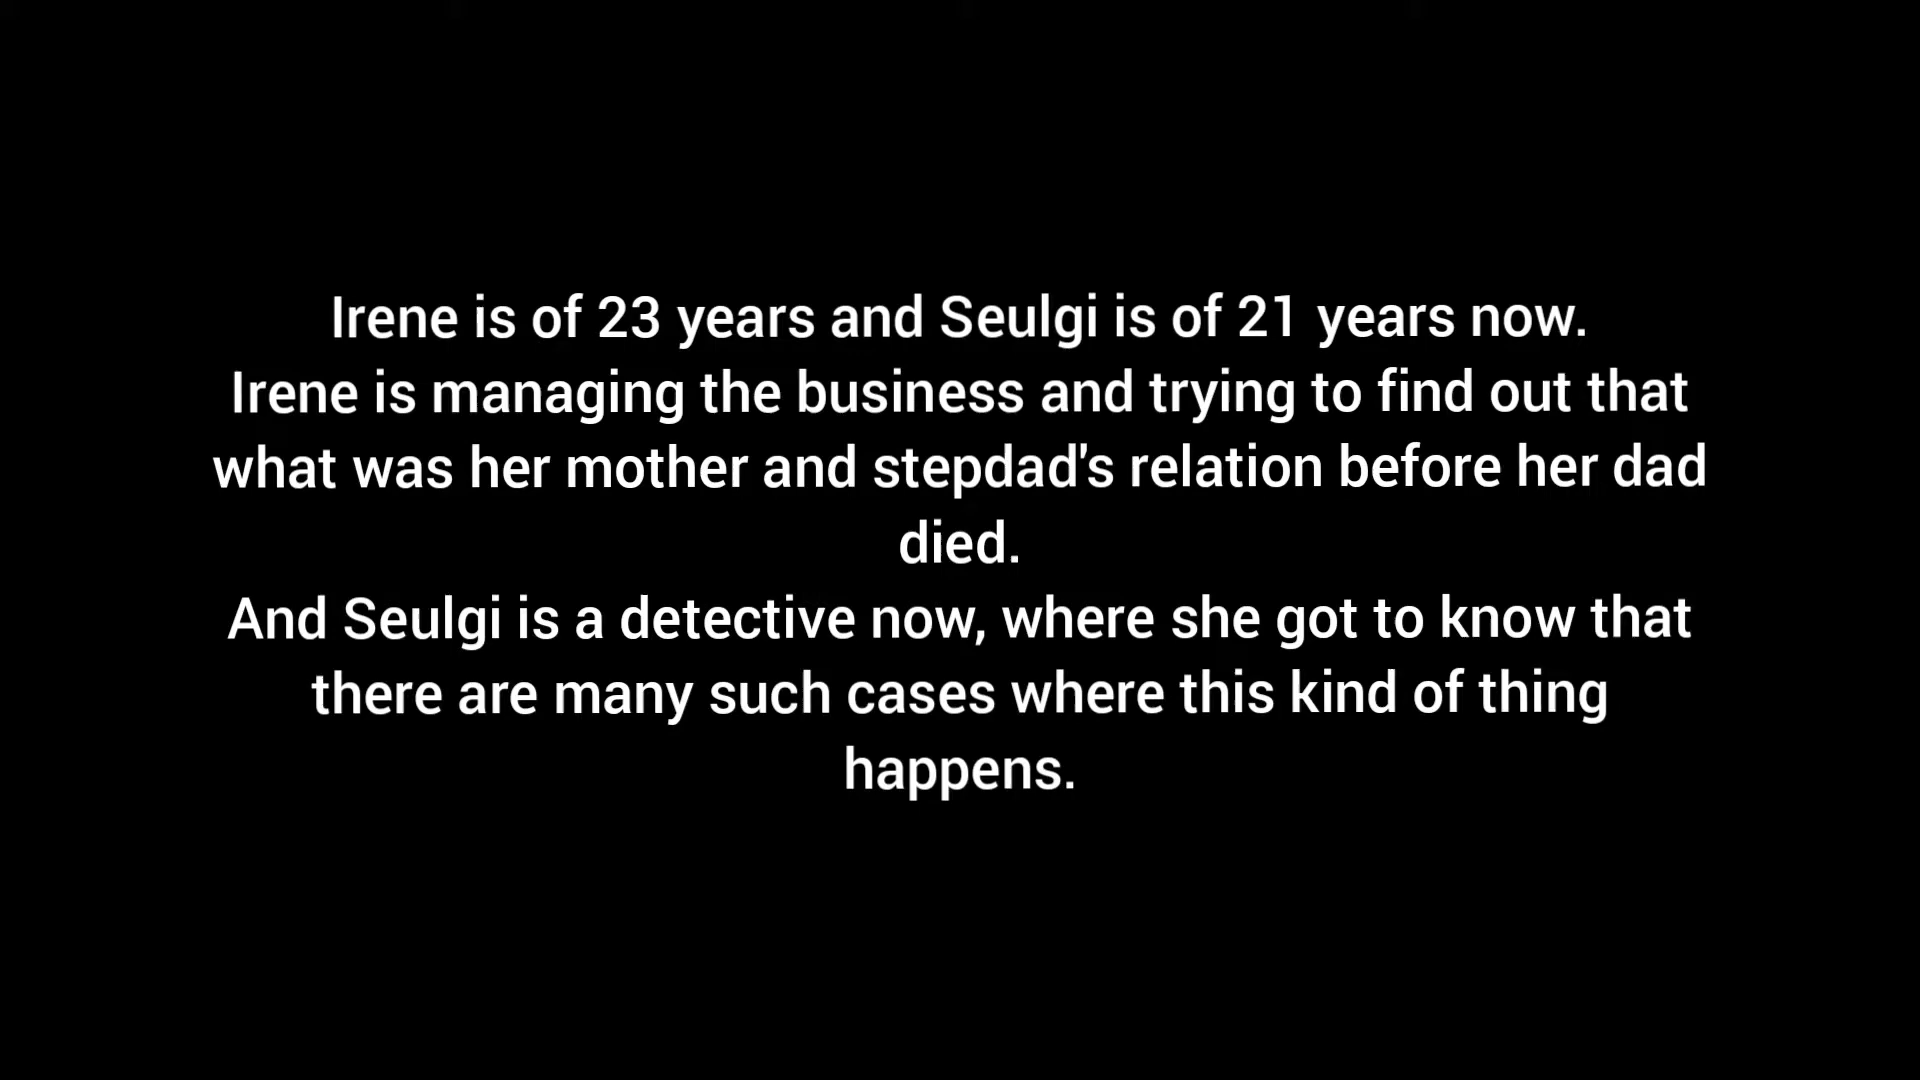 Irene is of 23 years and Seulgi is of 21 years now.
Irene is managing the business and trying to find out that
what was her mother and stepdad's relation before her dad
died.
And Seulgi is a detective now, where she got to know that
there are many such cases where this kind of thing
happens.